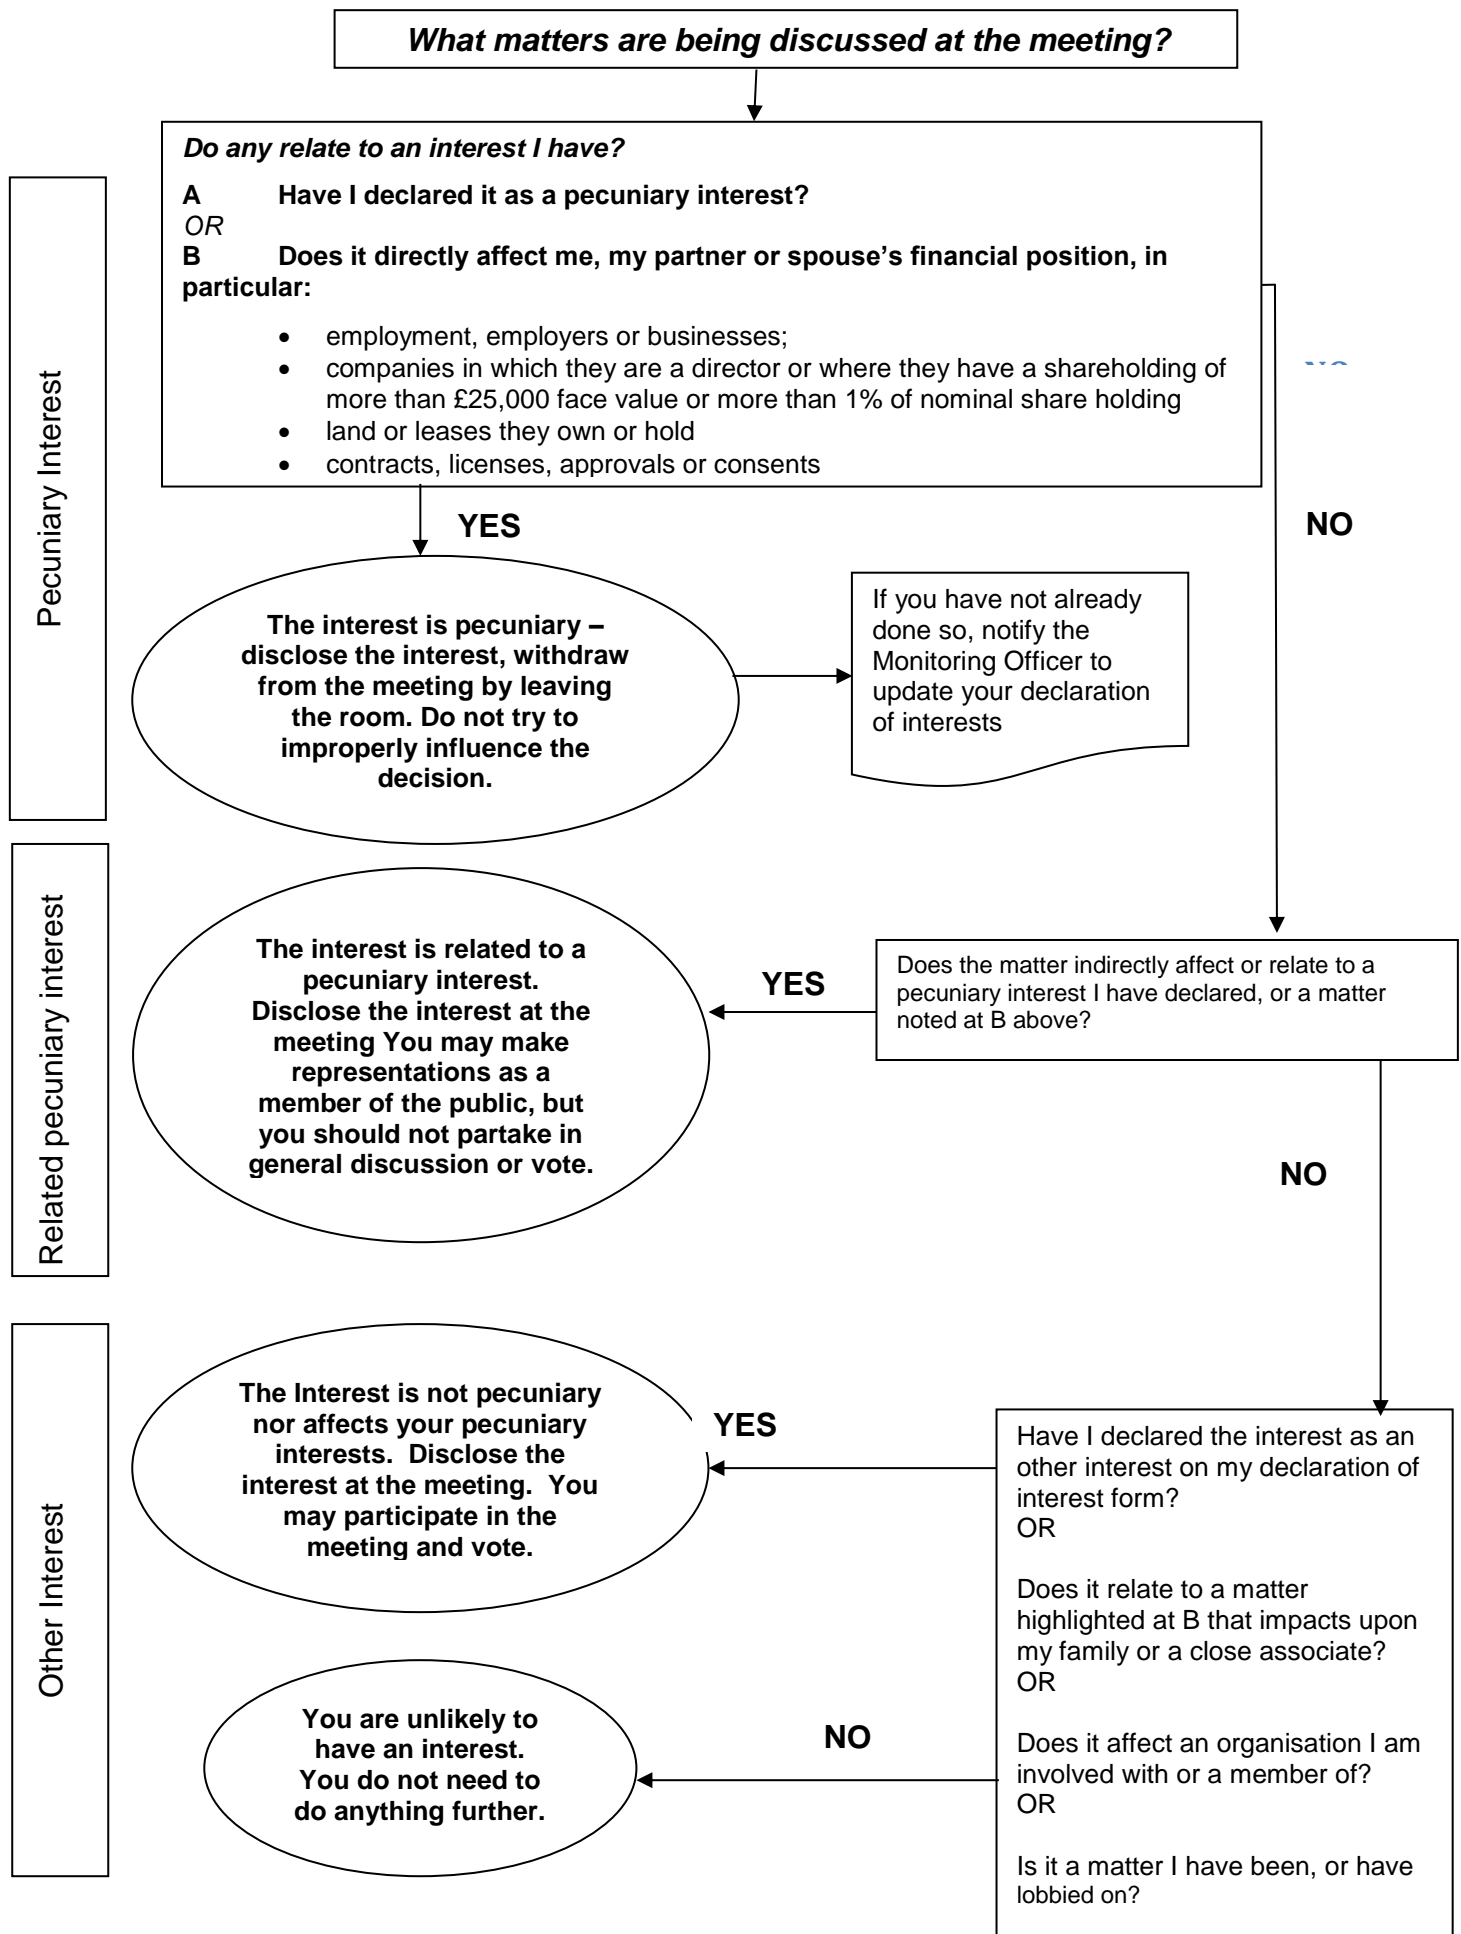 What matters are being discussed at the meeting?
Do any relate to an interest I have?
A Have I declared it as a pecuniary interest?
OR
B Does it directly affect me, my partner or spouse's financial position, in
particular:
• employment, employers or businesses;
• companies in which they are a director or where they have a shareholding of
more than £25,000 face value or more than 1% of nominal share holding
• land or leases they own or hold
• contracts, licenses, approvals or consents
Pecuniary Interest
YES
NO
The interest is pecuniary –
disclose the interest, withdraw
from the meeting by leaving
the room. Do not try to
improperly influence the
decision.
If you have not already
done so, notify the
Monitoring Officer to
update your declaration
of interests
Related pecuniary interest
The interest is related to a
pecuniary interest.
Disclose the interest at the
meeting You may make
representations as a
member of the public, but
you should not partake in
general discussion or vote.
YES
Does the matter indirectly affect or relate to a
pecuniary interest I have declared, or a matter
noted at B above?
NO
Other Interest
The Interest is not pecuniary
nor affects your pecuniary
interests. Disclose the
interest at the meeting. You
may participate in the
meeting and vote.
YES
Have I declared the interest as an
other interest on my declaration of
interest form?
OR
Does it relate to a matter
highlighted at B that impacts upon
my family or a close associate?
OR
Does it affect an organisation I am
involved with or a member of?
OR
Is it a matter I have been, or have
lobbied on?
NO
You are unlikely to
have an interest.
You do not need to
do anything further.